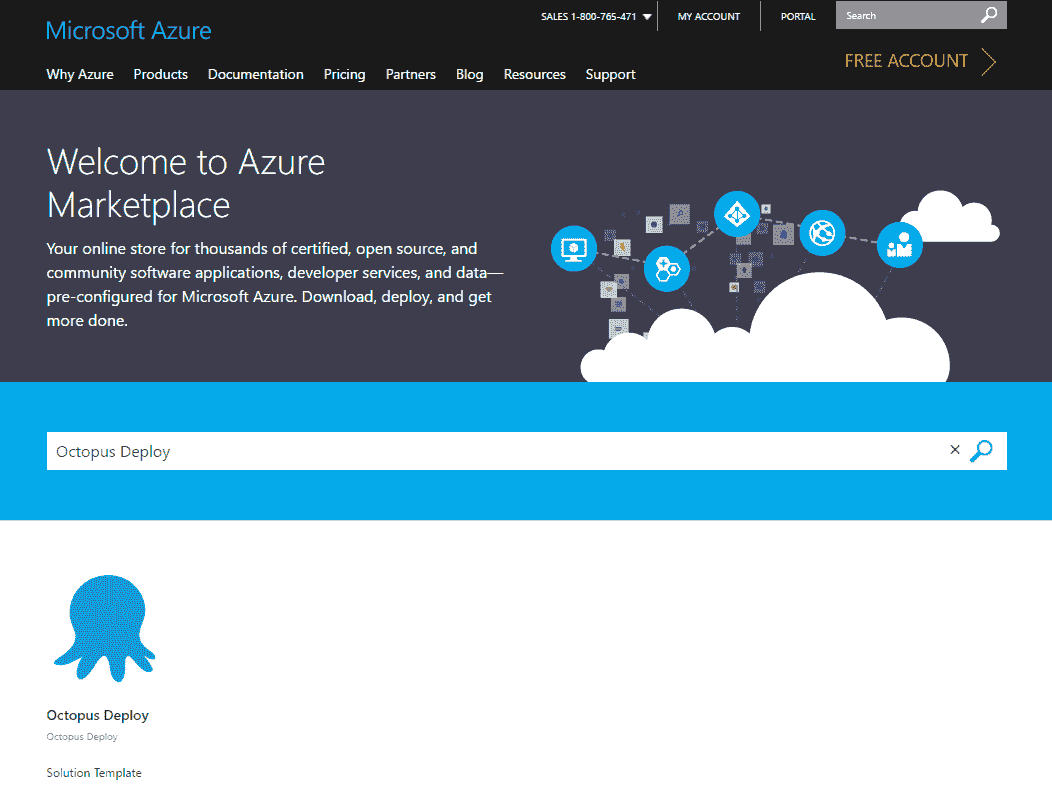 Microsoft Azure
SALES 1-800-765-471
MY ACCOUNT
PORTAL
Search
Why Azure
Products
Documentation
Pricing
Partners
Blog
Resources
Support
FREE ACCOUNT
Welcome to Azure
Marketplace
Your online store for thousands of certified, open source, and
community software applications, developer services, and data—
pre-configured for Microsoft Azure. Download, deploy, and get
more done.
Octopus Deploy
Octopus Deploy
Octopus Deploy
Solution Template